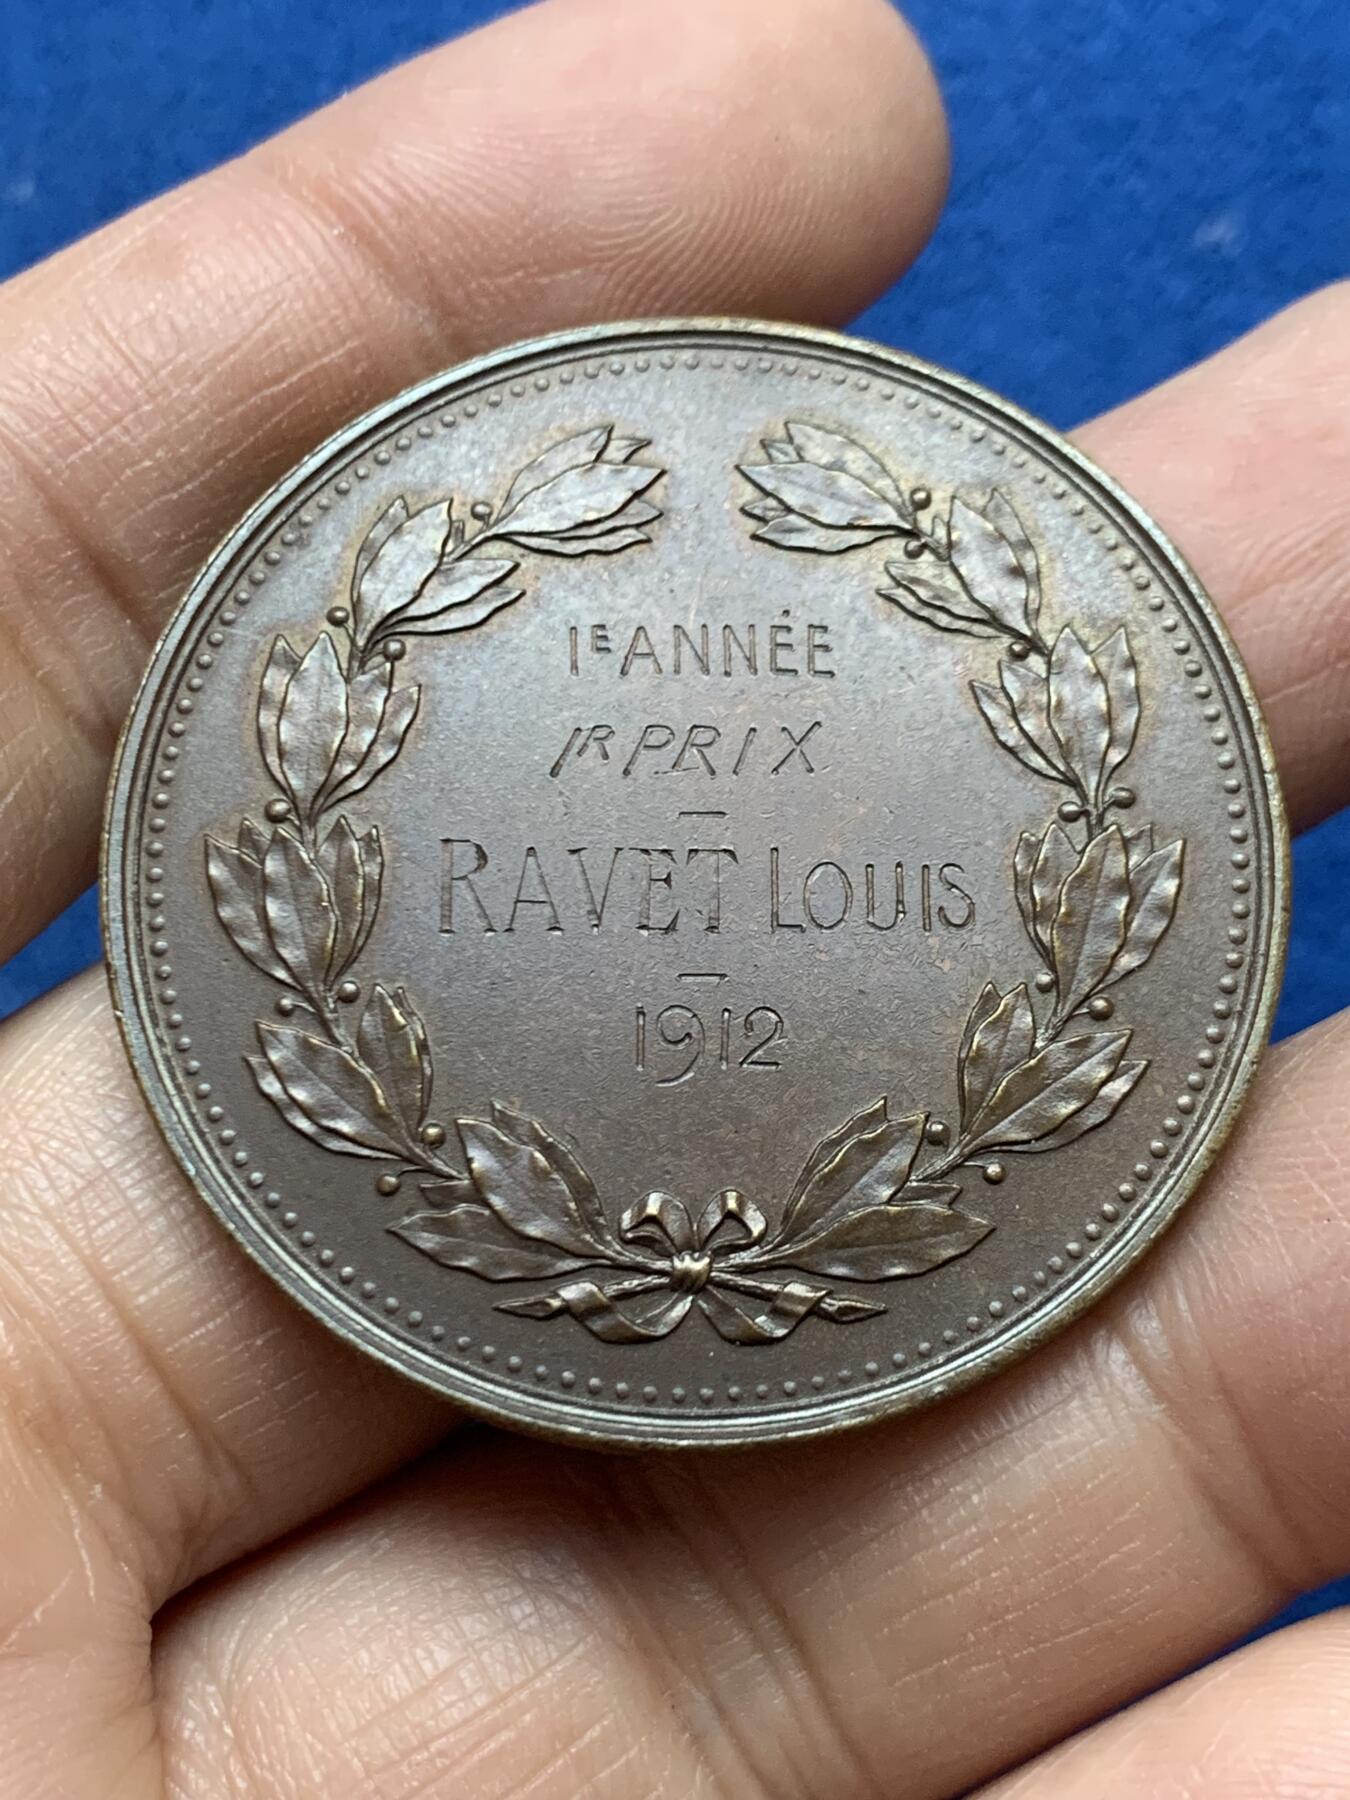 1E ANNÉE
1R PRIX
–
RAVET LOUIS
–
1912